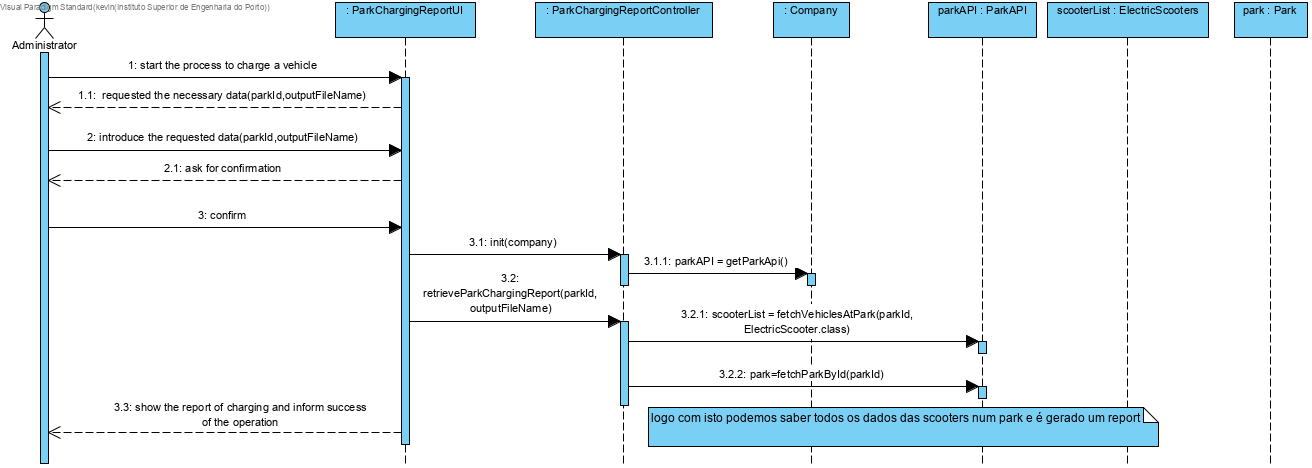 Visual Paradigm Standard(kevin(Instituto Superior de Engenharia do Porto))
: ParkChargingReportUI
: ParkChargingReportController
: Company
parkAPI : ParkAPI
scooterList : ElectricScooters
park : Park
Administrator
1: start the process to charge a vehicle
1.1: requested the necessary data(parkId,outputFileName)
2: introduce the requested data(parkId,outputFileName)
2.1: ask for confirmation
3: confirm
3.1: init(company)
3.1.1: parkAPI = getParkApi()
3.2:
retrieveParkChargingReport(parkId,
outputFileName)
3.2.1: scooterList = fetchVehiclesAtPark(parkId,
ElectricScooter.class)
3.2.2: park=fetchParkById(parkId)
3.3: show the report of charging and inform success
of the operation
logo com isto podemos saber todos os dados das scooters num park e é gerado um report